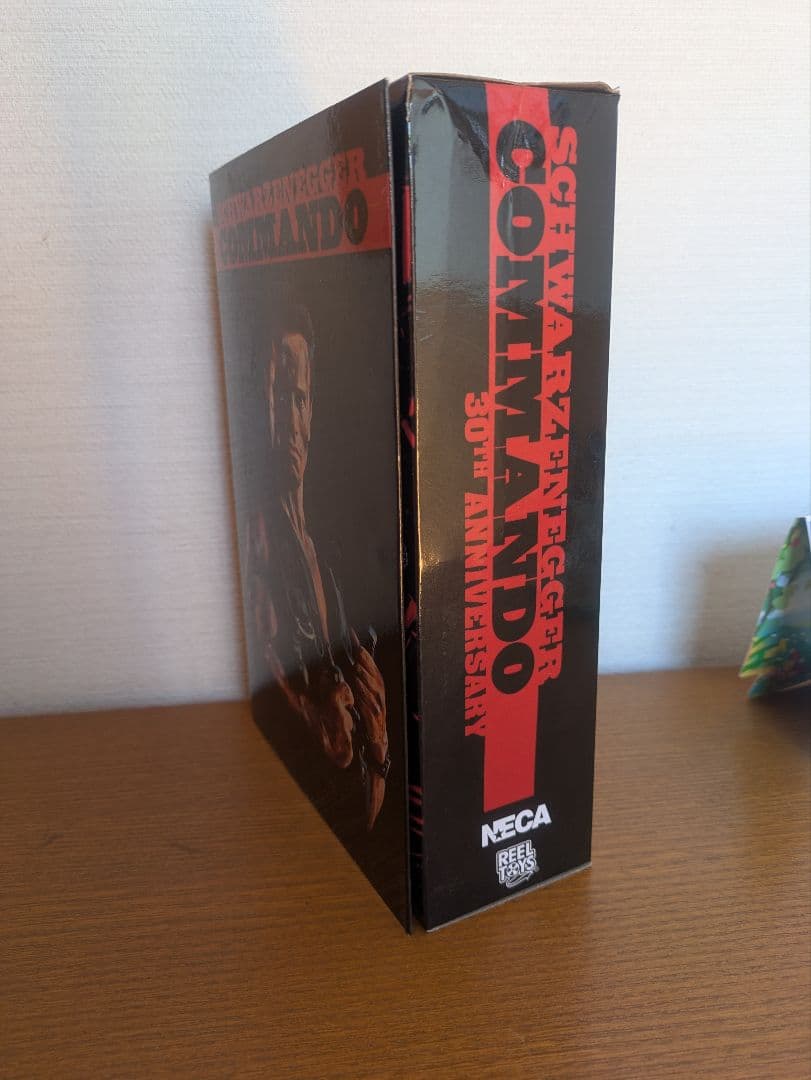 SCHWARZENEGGER
COMMANDO
SCHWARZENEGGER
COMMANDO
30TH ANNIVERSARY
NECA
REEL
TOYS